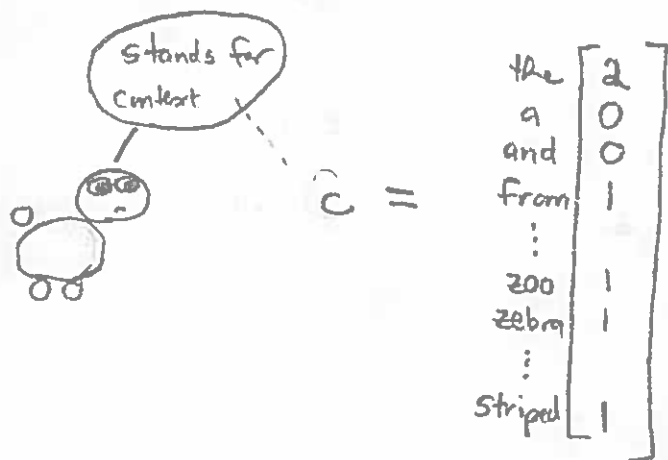 Stands for
Context
c =
the 2
a 0
and 0
from 1
⋮
zoo 1
zebra 1
⋮
Striped 1